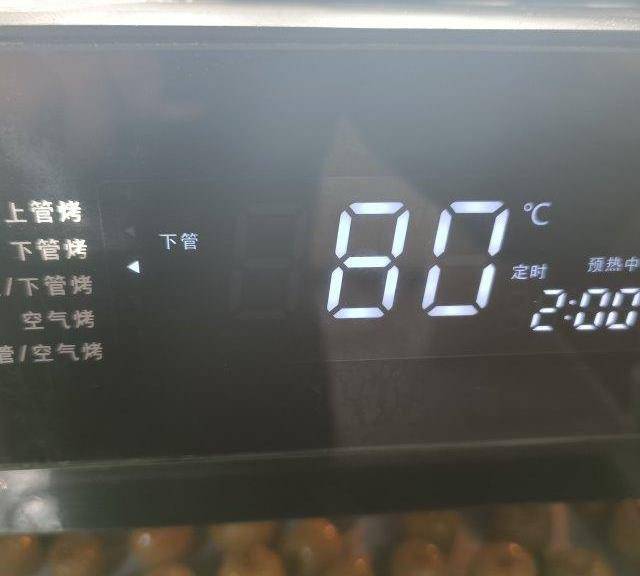 上管烤
下管烤
/下管烤
空气烤
管/空气烤
下管
80℃
定时
预热中
2:00